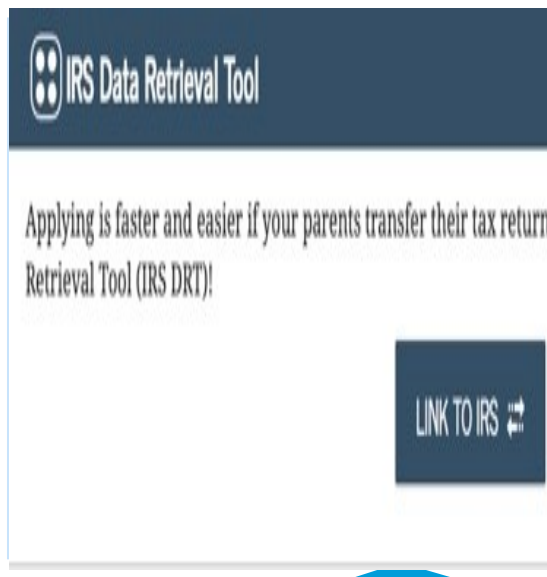 IRS Data Retrieval Tool
Applying is faster and easier if your parents transfer their tax return
Retrieval Tool (IRS DRT)!
LINK TO IRS